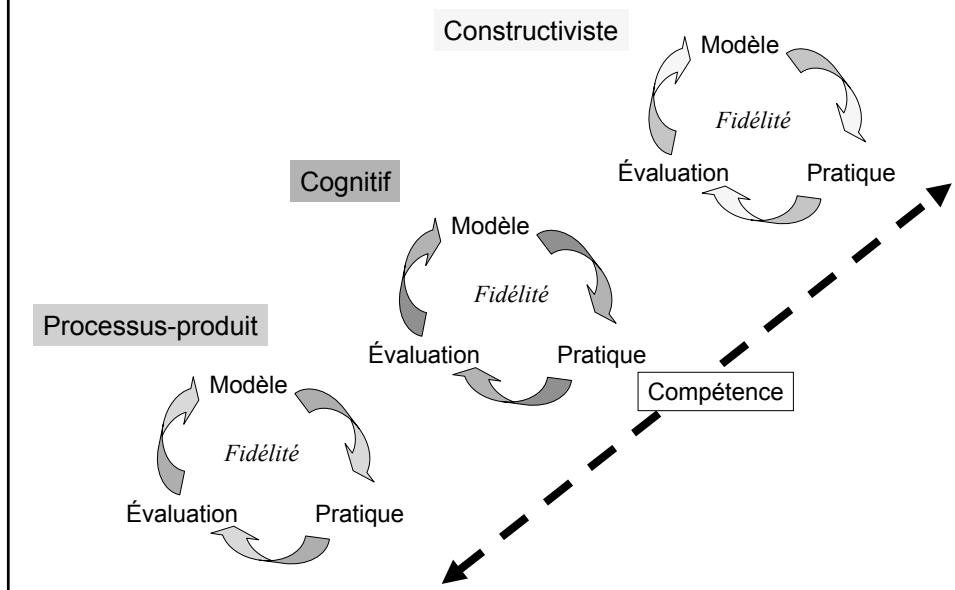 Constructiviste
Modèle
Fidélité
Évaluation
Pratique
Cognitif
Modèle
Fidélité
Évaluation
Pratique
Processus-produit
Modèle
Fidélité
Évaluation
Pratique
Compétence